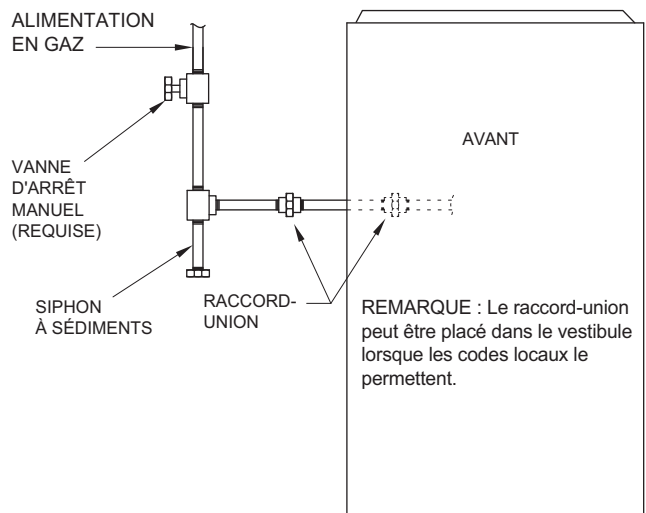 ALIMENTATION
EN GAZ
AVANT
VANNE
D'ARRÊT
MANUEL
(REQUISE)
SIPHON
À SÉDIMENTS
RACCORD-
UNION
REMARQUE : Le raccord-union
peut être placé dans le vestibule
lorsque les codes locaux le
permettent.